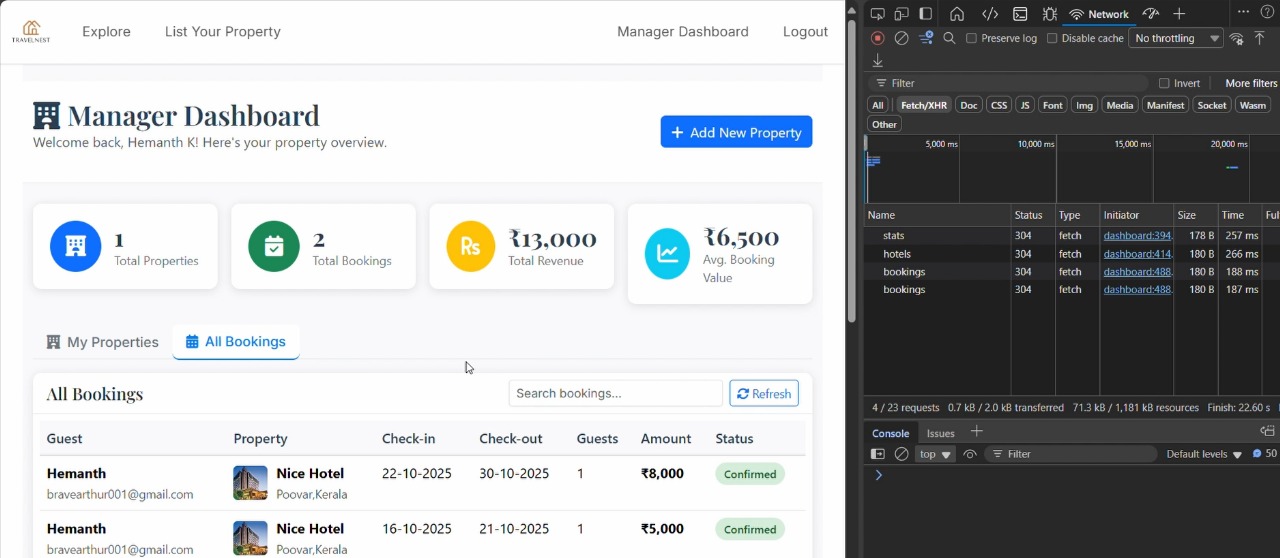 TRAVELNEST
Explore
List Your Property
Manager Dashboard
Logout
Manager Dashboard
Welcome back, Hemanth K! Here's your property overview.
+ Add New Property
1
Total Properties
2
Total Bookings
Rs
₹13,000
Total Revenue
₹6,500
Avg. Booking
Value
My Properties
All Bookings
All Bookings
Search bookings...
Refresh
Guest Property Check-in Check-out Guests Amount Status
Hemanth Nice Hotel 22-10-2025 30-10-2025 1 ₹8,000 Confirmed
bravearthur001@gmail.com Poovar,Kerala
Hemanth Nice Hotel 16-10-2025 21-10-2025 1 ₹5,000 Confirmed
bravearthur001@gmail.com Poovar,Kerala
Network
Preserve log Disable cache No throttling
Filter Invert More filters
All Fetch/XHR Doc CSS JS Font Img Media Manifest Socket Wasm
Other
5,000 ms 10,000 ms 15,000 ms 20,000 ms
Name Status Type Initiator Size Time Ful
stats 304 fetch dashboard:394 178 B 257 ms
hotels 304 fetch dashboard:414 180 B 266 ms
bookings 304 fetch dashboard:488 180 B 188 ms
bookings 304 fetch dashboard:488 180 B 187 ms
4 / 23 requests 0.7 kB / 2.0 kB transferred 71.3 kB / 1,181 kB resources Finish: 22.60 s
Console Issues
top Filter Default levels 50